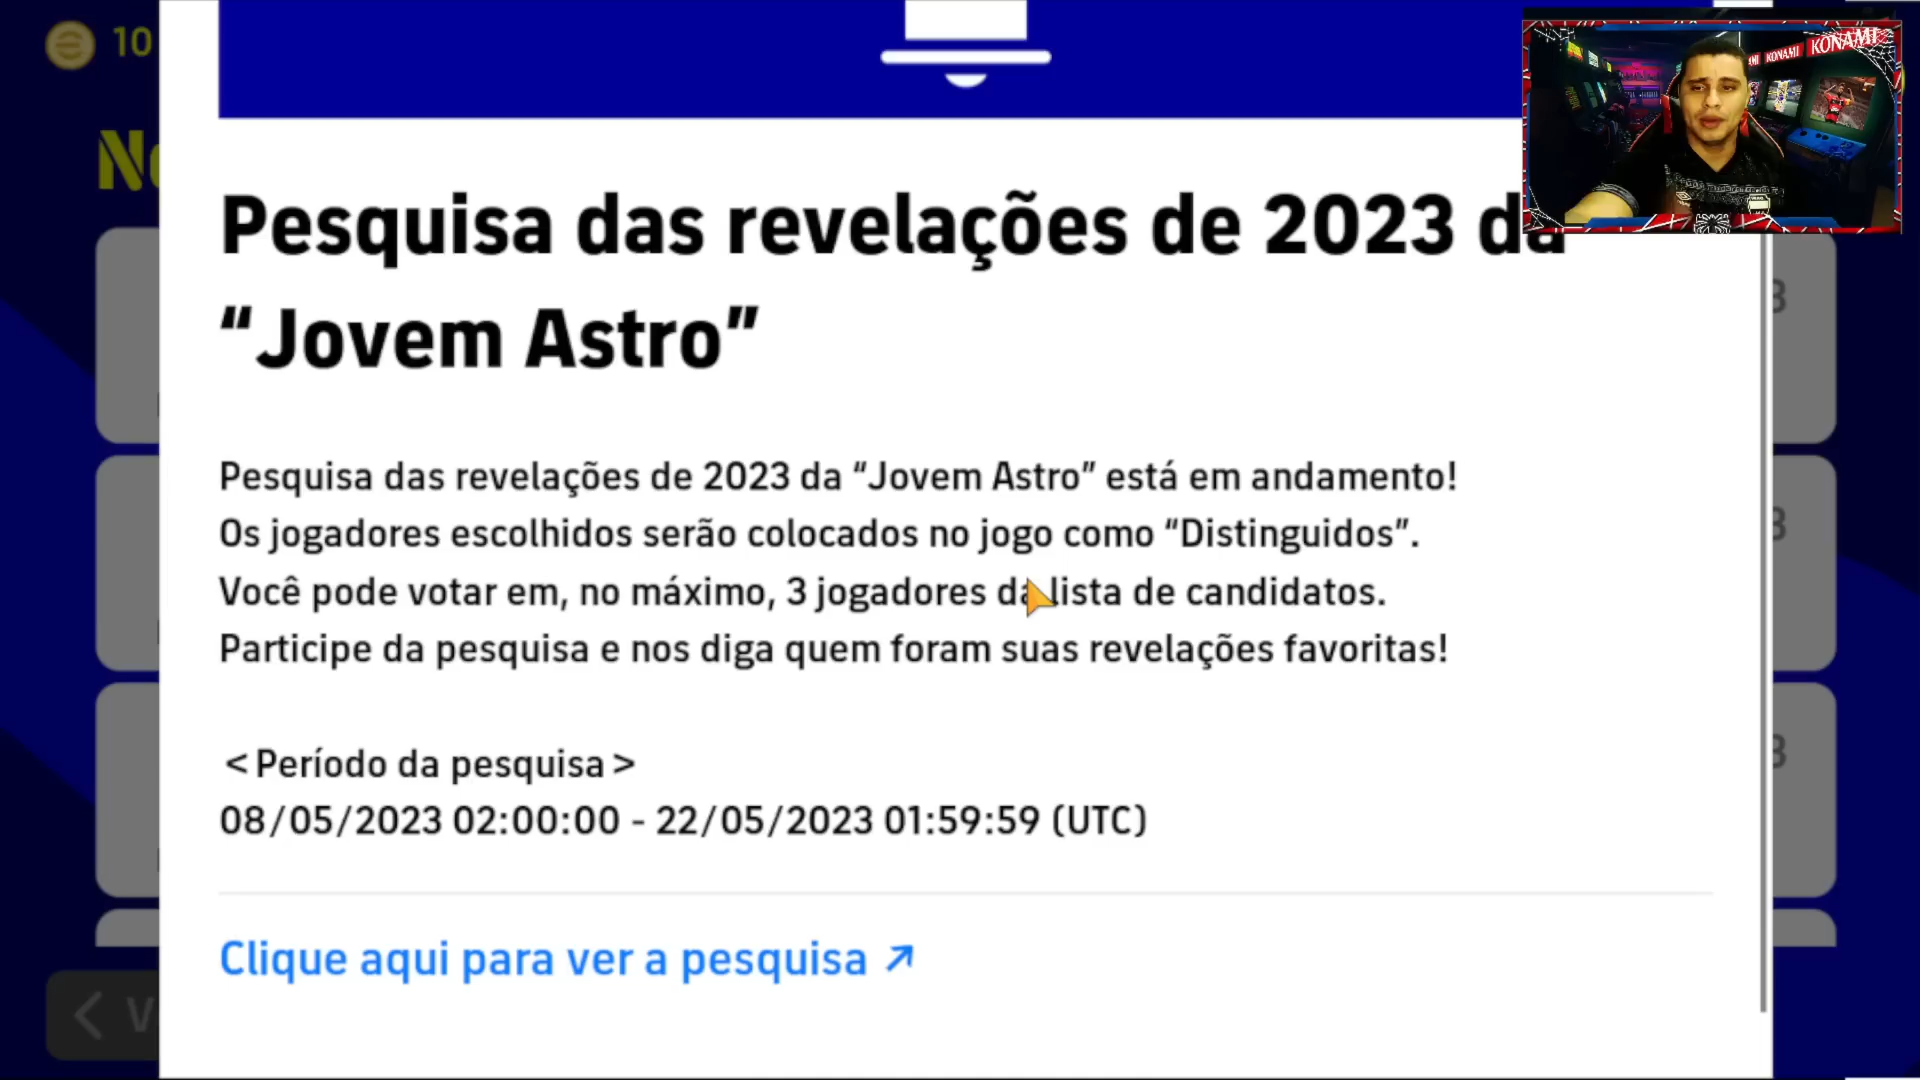 10
KONAMI
KONAMI
Pesquisa das revelações de 2023 da
“Jovem Astro”
Pesquisa das revelações de 2023 da “Jovem Astro” está em andamento!
Os jogadores escolhidos serão colocados no jogo como “Distinguidos”.
Você pode votar em, no máximo, 3 jogadores da lista de candidatos.
Participe da pesquisa e nos diga quem foram suas revelações favoritas!
<Período da pesquisa>
08/05/2023 02:00:00 - 22/05/2023 01:59:59 (UTC)
Clique aqui para ver a pesquisa ↗